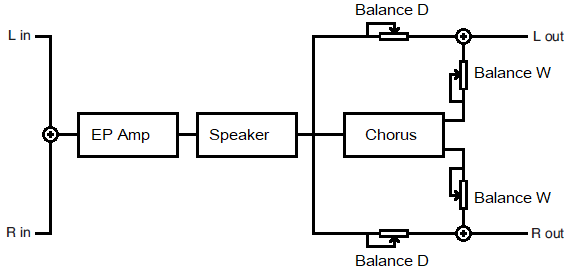 Balance D
L in
L out
Balance W
EP Amp
Speaker
Chorus
Balance W
R in
R out
Balance D